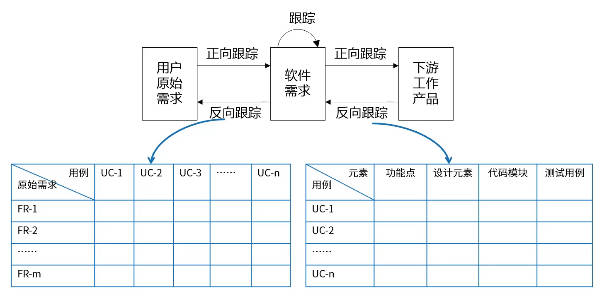 跟踪
正向跟踪 正向跟踪
用户
原始
需求
软件
需求
下游
工作
产品
反向跟踪 反向跟踪
用例 UC-1 UC-2 UC-3 …… UC-n
原始需求
FR-1
FR-2
……
FR-m
元素 功能点 设计元素 代码模块 测试用例
用例
UC-1
UC-2
……
UC-n